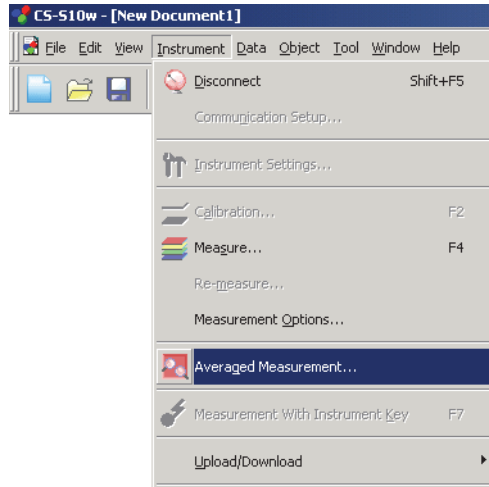 CS-S10w - [New Document1]
File Edit View Instrument Data Object Tool Window Help
Disconnect Shift+F5
Communication Setup...
Instrument Settings...
Calibration... F2
Measure... F4
Re-measure...
Measurement Options...
Averaged Measurement...
Measurement With Instrument Key F7
Upload/Download